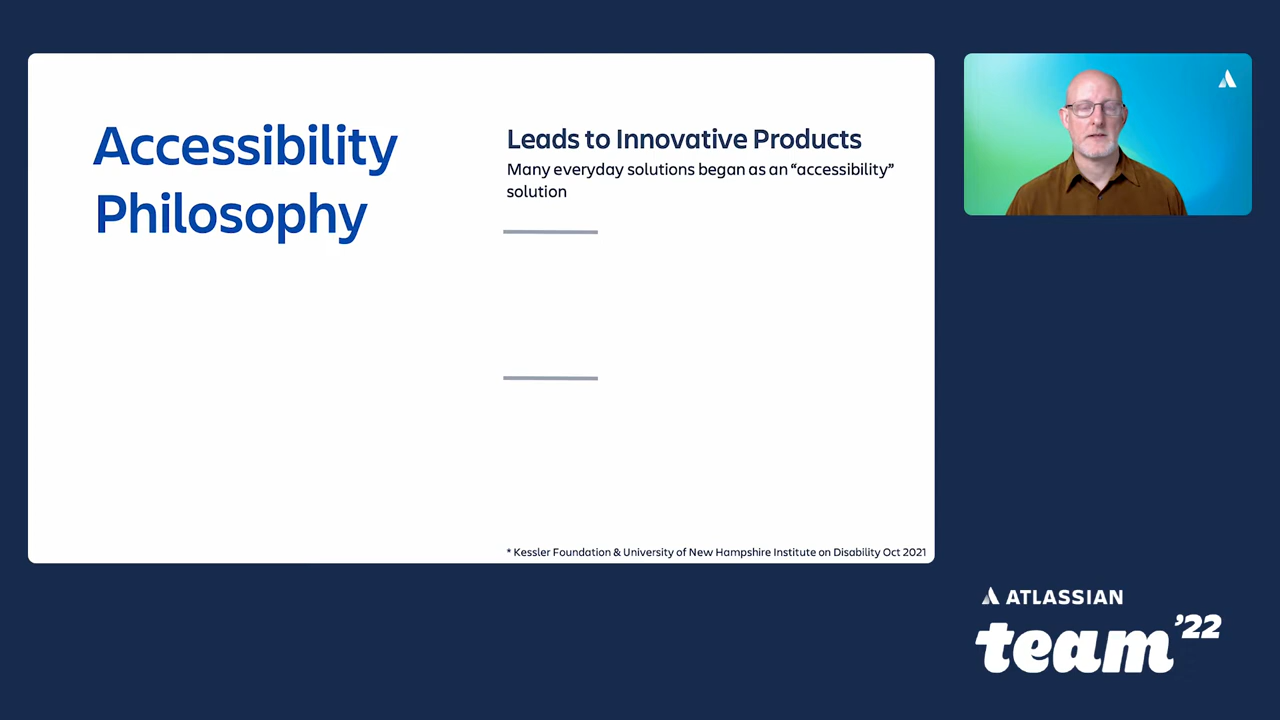 Accessibility
Philosophy
Leads to Innovative Products
Many everyday solutions began as an “accessibility”
solution
* Kessler Foundation & University of New Hampshire Institute on Disability Oct 2021
ATLASSIAN
team ’22